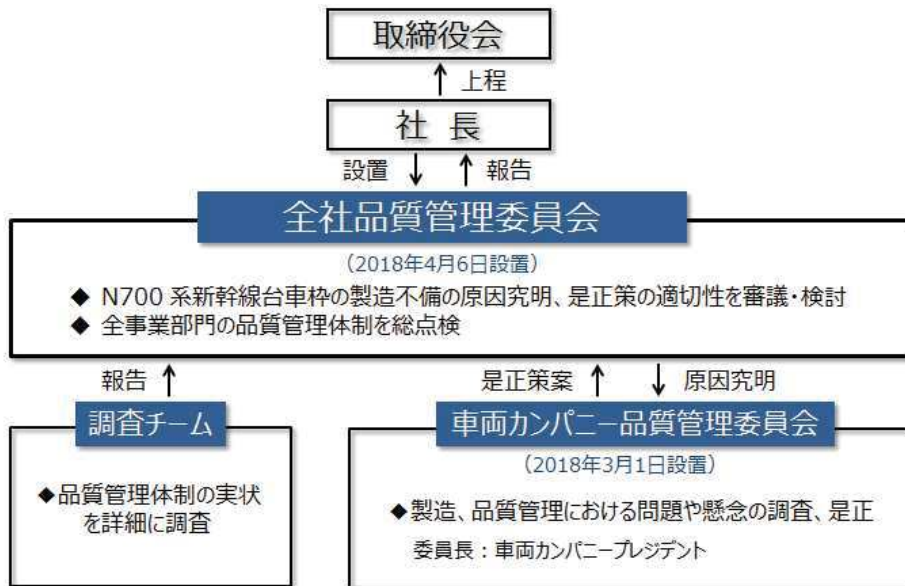 取締役会
↑ 上程
社 長
設置 ↓ ↑ 報告
全社品質管理委員会
（2018年4月6日設置）
◆ N700 系新幹線台車枠の製造不備の原因究明、是正策の適切性を審議・検討
◆ 全事業部門の品質管理体制を総点検
報告 ↑
是正策案 ↑ ↓ 原因究明
調査チーム
◆品質管理体制の実状
を詳細に調査
車両カンパニー品質管理委員会
（2018年3月1日設置）
◆製造、品質管理における問題や懸念の調査、是正
委員長：車両カンパニープレジデント